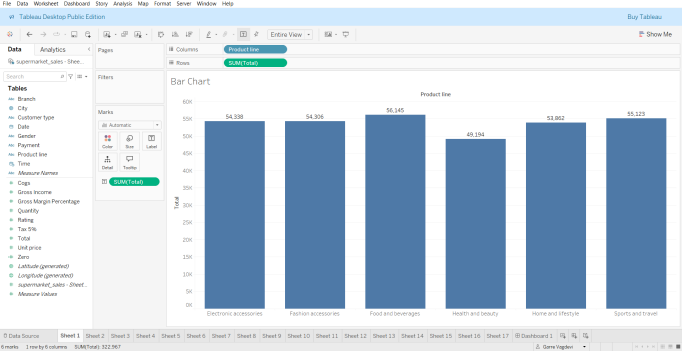 File Data Worksheet Dashboard Story Analysis Map Format Server Window Help
Tableau Desktop Public Edition Buy Tableau
Entire View Show Me
Data Analytics Pages Columns Product line
supermarket_sales - Shee... Rows SUM(Total)
Search Filters Bar Chart
Tables
Branch
City
Customer type
Date
Gender
Payment
Product line
Time
Measure Names
Cogs
Gross income
Gross Margin Percentage
Quantity
Rating
Tax 5%
Total
Unit price
Zero
Latitude (generated)
Longitude (generated)
supermarket_sales - Sheet...
Measure Values
Marks
Automatic
Color Size Label
Detail Tooltip
SUM(Total)
Product line
60K
55K
50K
45K
40K
35K
30K
25K
20K
15K
10K
5K
0K
Total
54,338 54,306 56,145 49,194 53,862 55,123
Electronic accessories Fashion accessories Food and beverages Health and beauty Home and lifestyle Sports and travel
Data Source Sheet 1 Sheet 2 Sheet 3 Sheet 4 Sheet 5 Sheet 6 Sheet 7 Sheet 8 Sheet 9 Sheet 10 Sheet 11 Sheet 12 Sheet 13 Sheet 14 Sheet 15 Sheet 16 Sheet 17 Dashboard 1
6 marks 1 row by 6 columns SUM(Total): 322,967